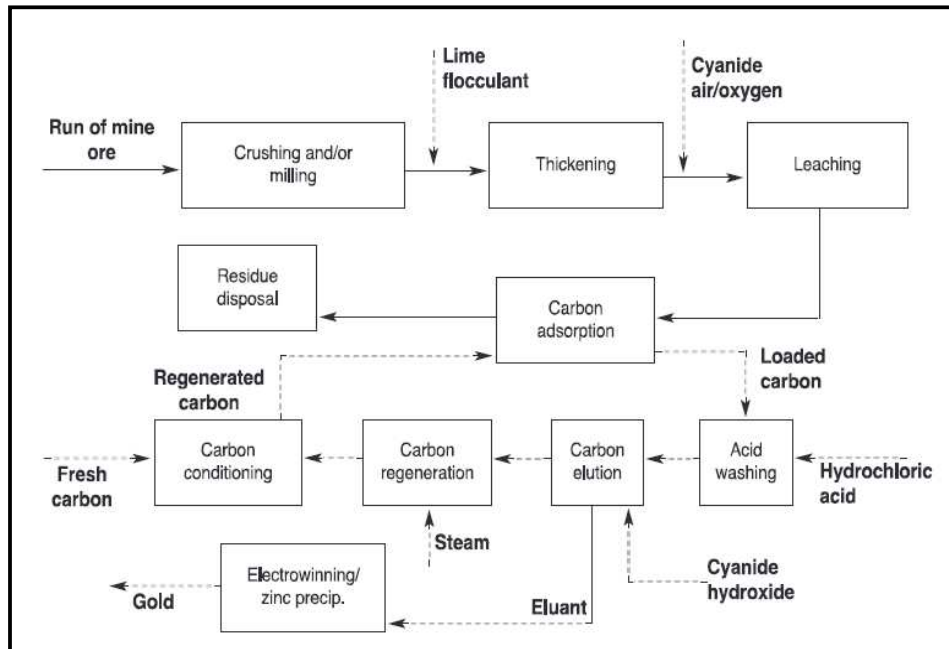 Lime
flocculant
Cyanide
air/oxygen
Run of mine
ore
Crushing and/or
milling
Thickening
Leaching
Residue
disposal
Carbon
adsorption
Regenerated
carbon
Loaded
carbon
Fresh
carbon
Carbon
conditioning
Carbon
regeneration
Carbon
elution
Acid
washing
Hydrochloric
acid
Steam
Cyanide
hydroxide
Gold
Electrowinning/
zinc precip.
Eluant